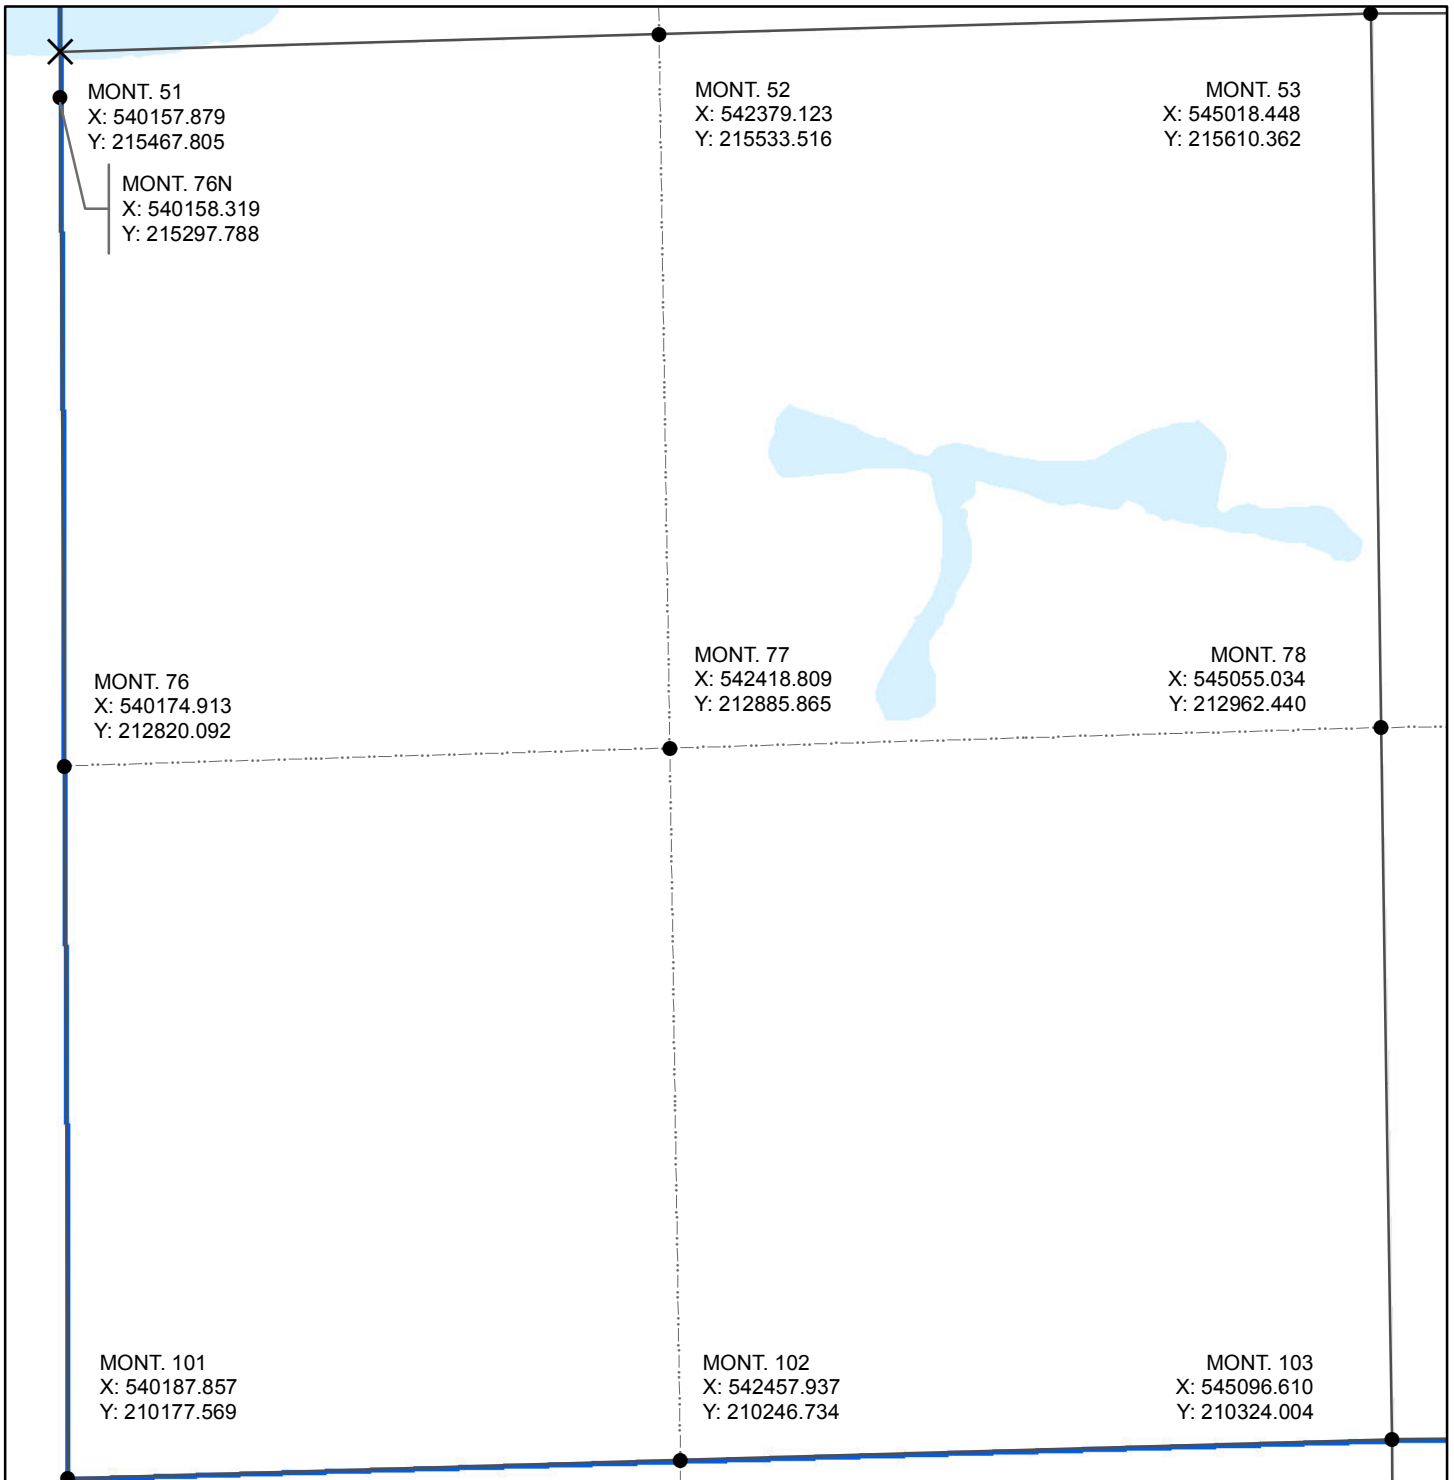 MONT. 51
X: 540157.879
Y: 215467.805
MONT. 52
X: 542379.123
Y: 215533.516
MONT. 53
X: 545018.448
Y: 215610.362
MONT. 76N
X: 540158.319
Y: 215297.788
MONT. 76
X: 540174.913
Y: 212820.092
MONT. 77
X: 542418.809
Y: 212885.865
MONT. 78
X: 545055.034
Y: 212962.440
MONT. 101
X: 540187.857
Y: 210177.569
MONT. 102
X: 542457.937
Y: 210246.734
MONT. 103
X: 545096.610
Y: 210324.004